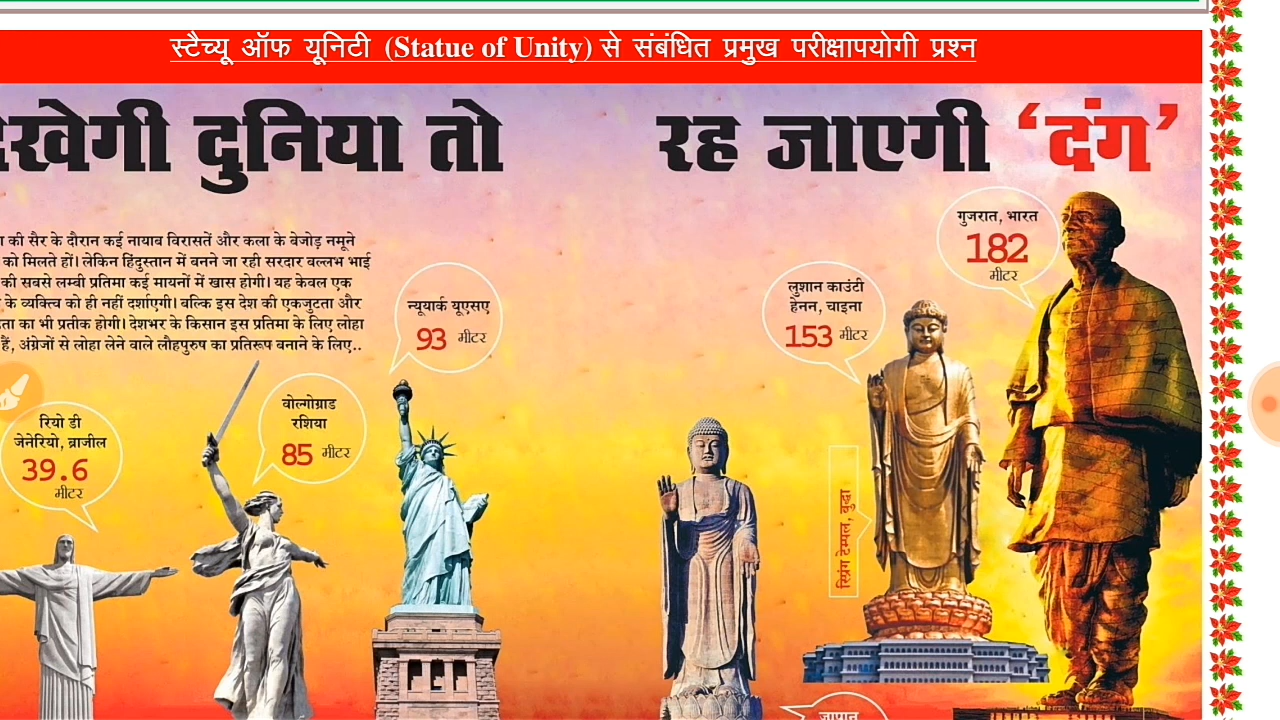 स्टैच्यू ऑफ यूनिटी (Statue of Unity) से संबंधित प्रमुख परीक्षापयोगी प्रश्न
देखेगी दुनिया तो रह जाएगी ‘दंग’
की सैर के दौरान कई नायाब विरासतें और कला के बेजोड़ नमूने
को मिलते हों। लेकिन हिंदुस्तान में बनने जा रही सरदार वल्लभ भाई
की सबसे लम्बी प्रतिमा कई मायनों में खास होगी। यह केवल एक
के व्यक्त्वि को ही नहीं दर्शाएगी। बल्कि इस देश की एकजुटता और
का भी प्रतीक होगी। देशभर के किसान इस प्रतिमा के लिए लोहा
हैं, अंग्रेजों से लोहा लेने वाले लौहपुरुष का प्रतिरूप बनाने के लिए..
रियो डी
जेनेरियो, ब्राजील
39.6
मीटर
वोल्गोग्राड
रशिया
85 मीटर
न्यूयार्क यूएसए
93 मीटर
लुशान काउंटी
हेनन, चाइना
153 मीटर
स्प्रिंग टेम्पल, बुद्धा
गुजरात, भारत
182
मीटर
जापान